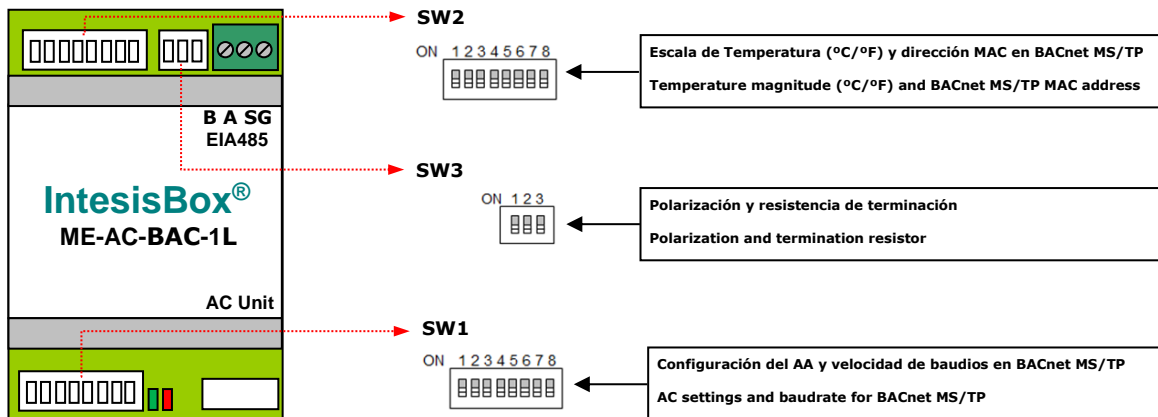 SW2
ON 1 2 3 4 5 6 7 8
Escala de Temperatura (ºC/ºF) y dirección MAC en BACnet MS/TP
Temperature magnitude (ºC/ºF) and BACnet MS/TP MAC address
B A SG
EIA485
SW3
ON 1 2 3
Polarización y resistencia de terminación
Polarization and termination resistor
IntesisBox®
ME-AC-BAC-1L
AC Unit
SW1
ON 1 2 3 4 5 6 7 8
Configuración del AA y velocidad de baudios en BACnet MS/TP
AC settings and baudrate for BACnet MS/TP